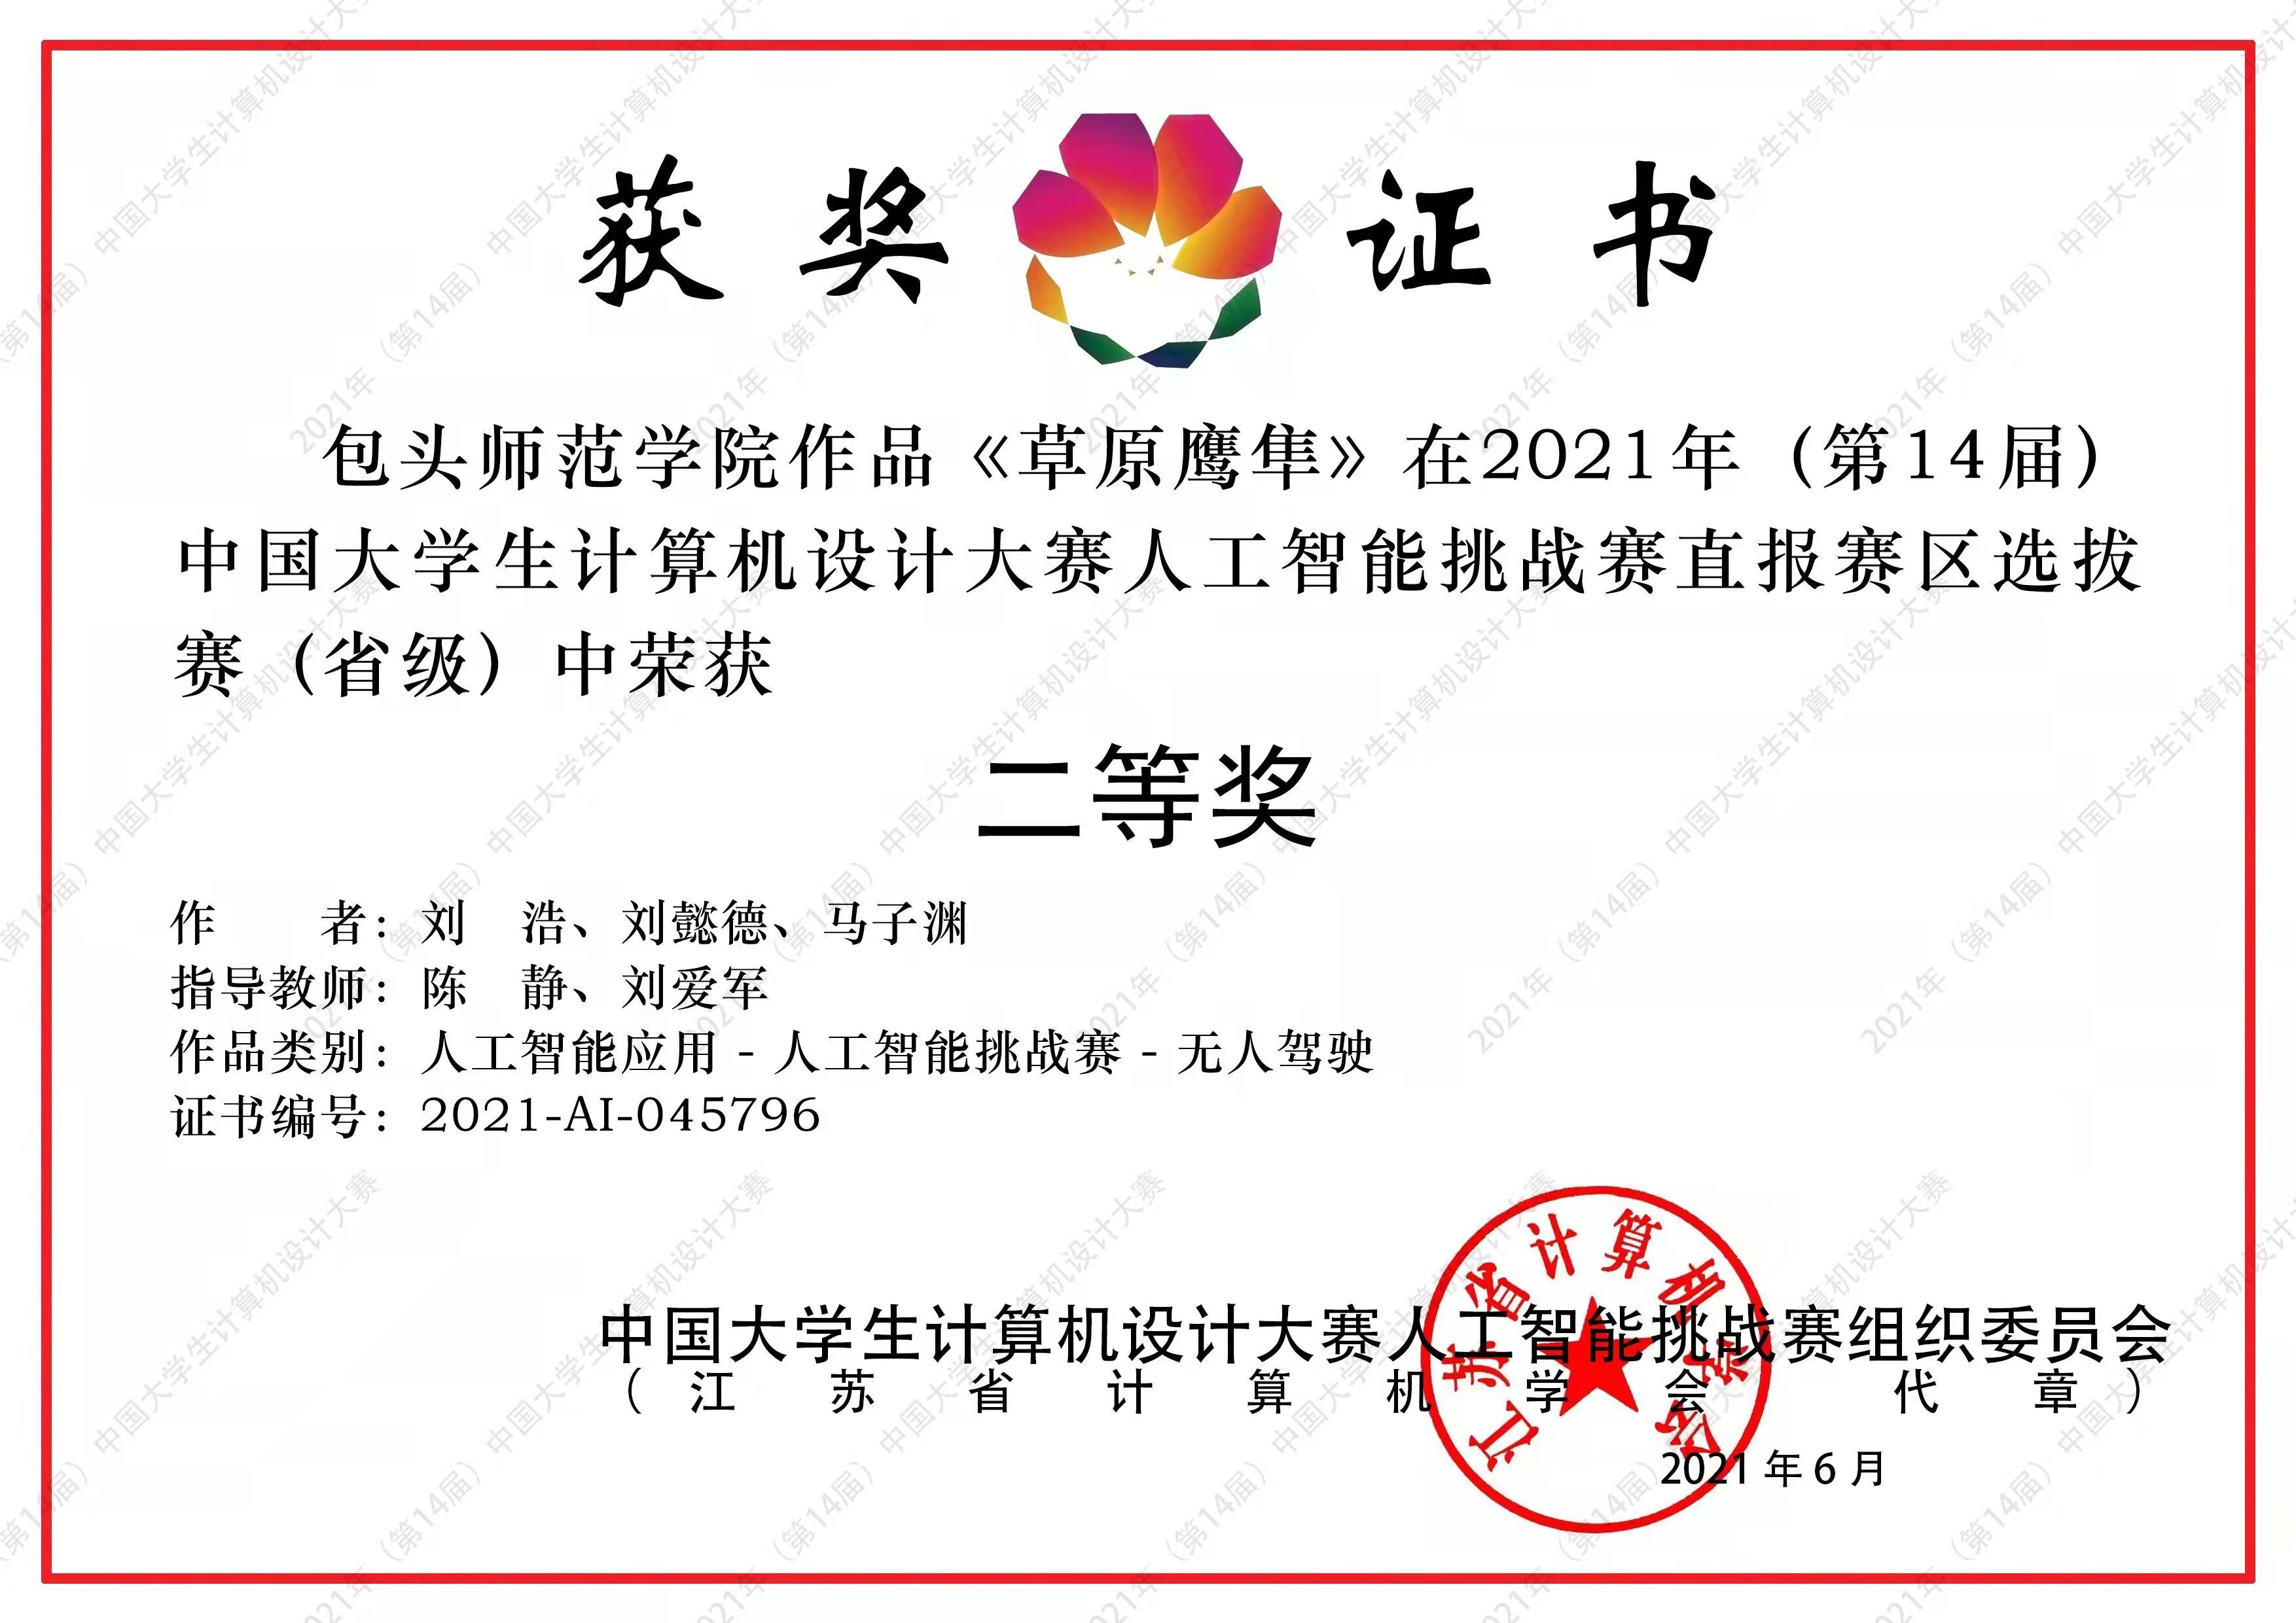 获奖证书
包头师范学院作品《草原鹰隼》在2021年（第14届）
中国大学生计算机设计大赛人工智能挑战赛直报赛区选拔
赛（省级）中荣获
二等奖
作　　者：刘　浩、刘懿德、马子渊
指导教师：陈　静、刘爱军
作品类别：人工智能应用 - 人工智能挑战赛 - 无人驾驶
证书编号：2021-AI-045796
中国大学生计算机设计大赛人工智能挑战赛组织委员会
（江苏省计算机学会　代章）
2021 年 6 月
江苏省计算机学会
2021年（第14届）中国大学生计算机设计大赛